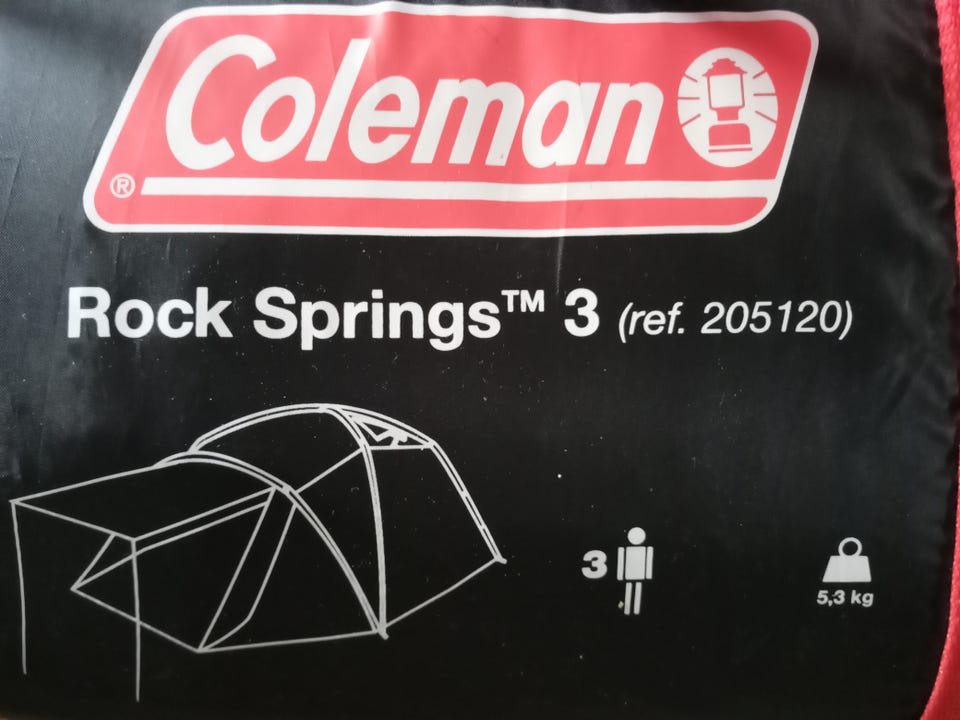 Coleman
®
Rock Springs™ 3 (ref. 205120)
3
5,3 kg